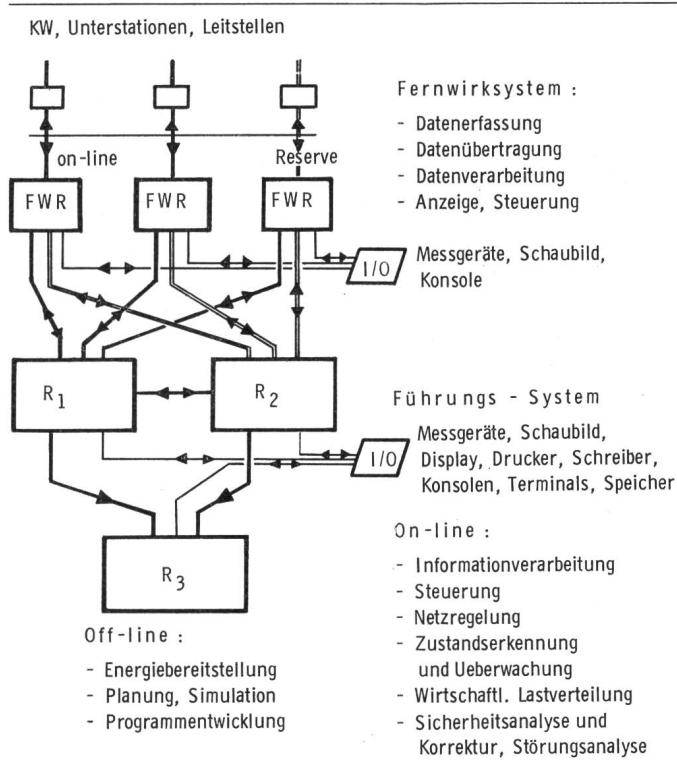 KW, Unterstationen, Leitstellen
Fernwirksystem :
- Datenerfassung
- Datenübertragung
- Datenverarbeitung
- Anzeige, Steuerung
on-line
Reserve
FWR
FWR
FWR
I/O
Messgeräte, Schaubild,
Konsole
R1
R2
Führungs - System
I/O
Messgeräte, Schaubild,
Display, Drucker, Schreiber,
Konsolen, Terminals, Speicher
R3
On-line :
- Informationverarbeitung
- Steuerung
- Netzregelung
- Zustandserkennung
und Ueberwachung
- Wirtschaftl. Lastverteilung
- Sicherheitsanalyse und
Korrektur, Störungsanalyse
Off-line :
- Energiebereitstellung
- Planung, Simulation
- Programmentwicklung